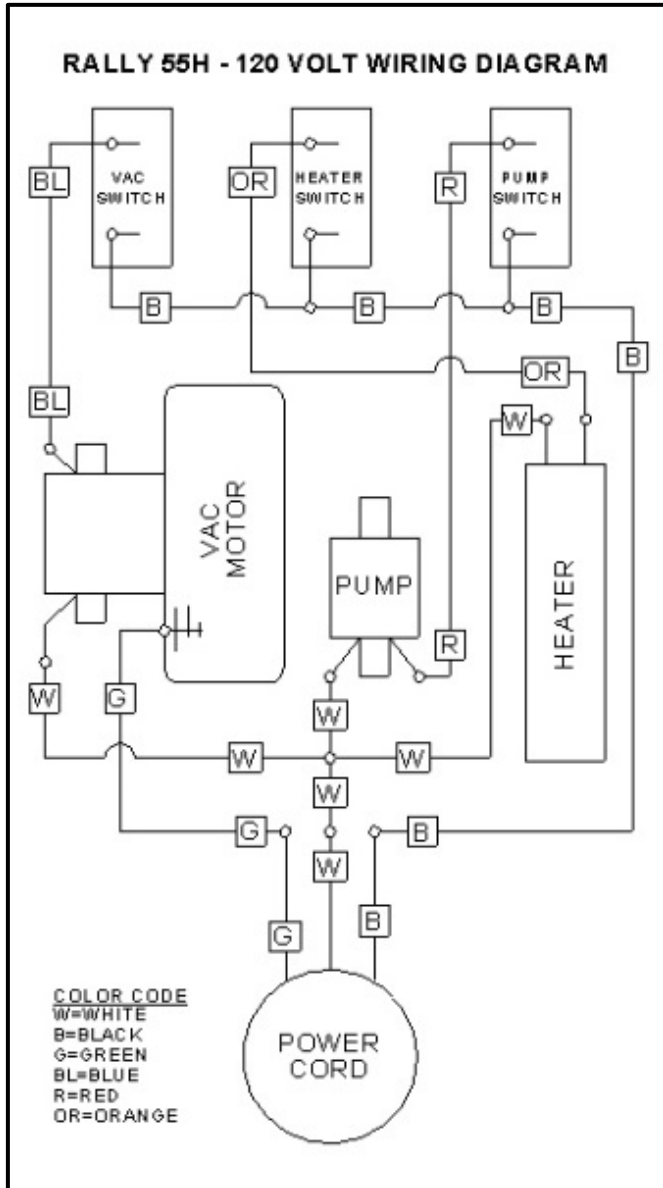 RALLY 55H - 120 VOLT WIRING DIAGRAM
BL
VAC
SWITCH
OR
HEATER
SWITCH
R
PUMP
SWITCH
B
B
B
B
BL
OR
W
VAC
MOTOR
PUMP
HEATER
R
W
G
W
W
W
W
G
W
B
G
B
COLOR CODE
W=WHITE
B=BLACK
G=GREEN
BL=BLUE
R=RED
OR=ORANGE
POWER
CORD